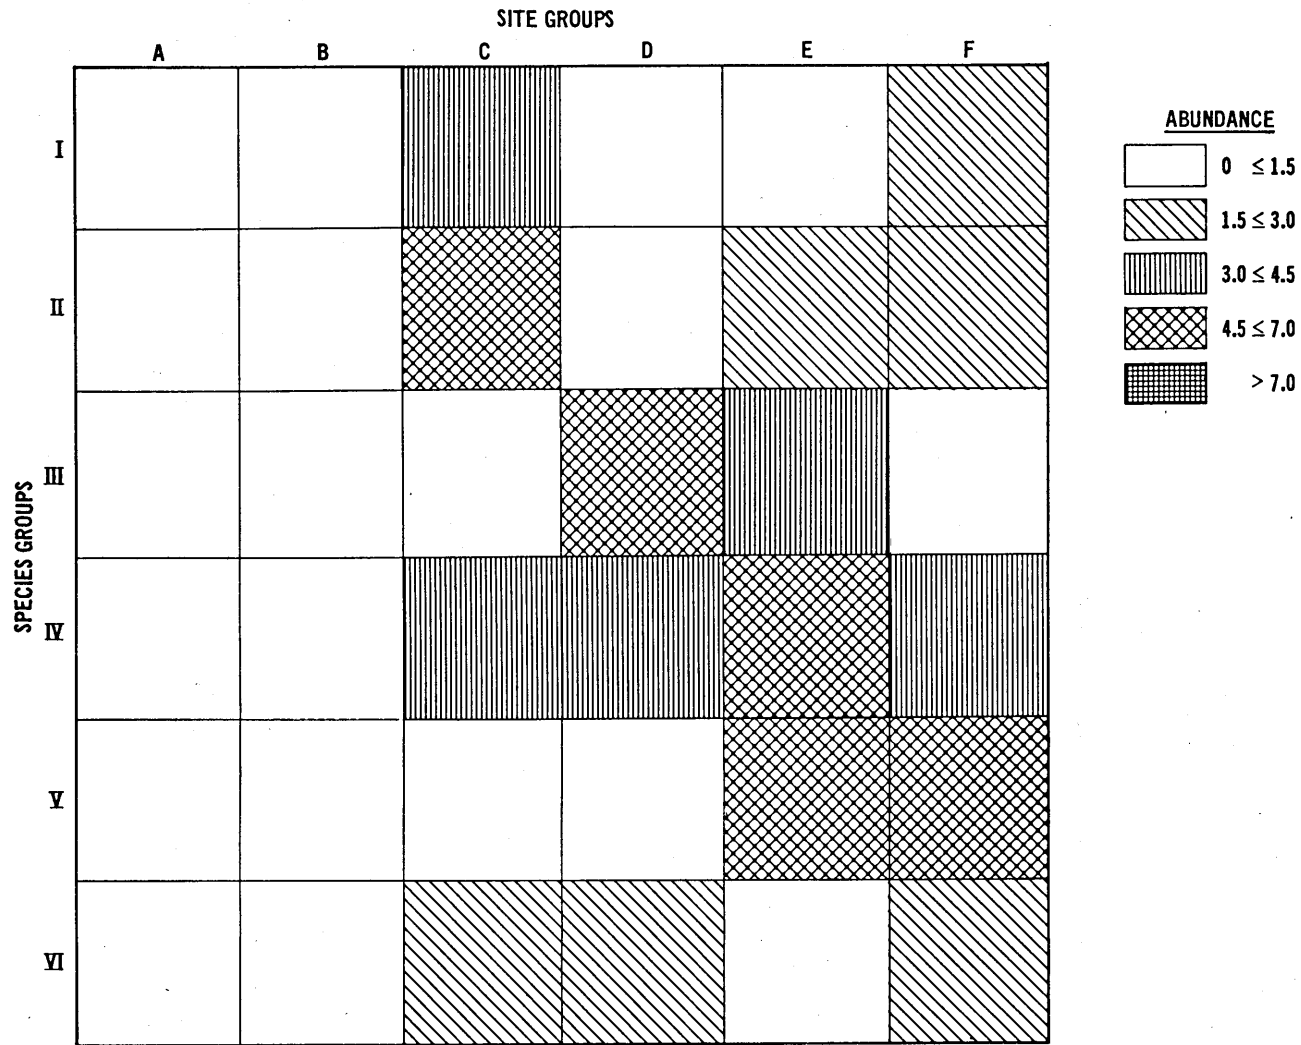 SITE GROUPS
A B C D E F
ABUNDANCE
0 ≤ 1.5
1.5 ≤ 3.0
3.0 ≤ 4.5
4.5 ≤ 7.0
> 7.0
SPECIES GROUPS
I
II
III
IV
V
VI